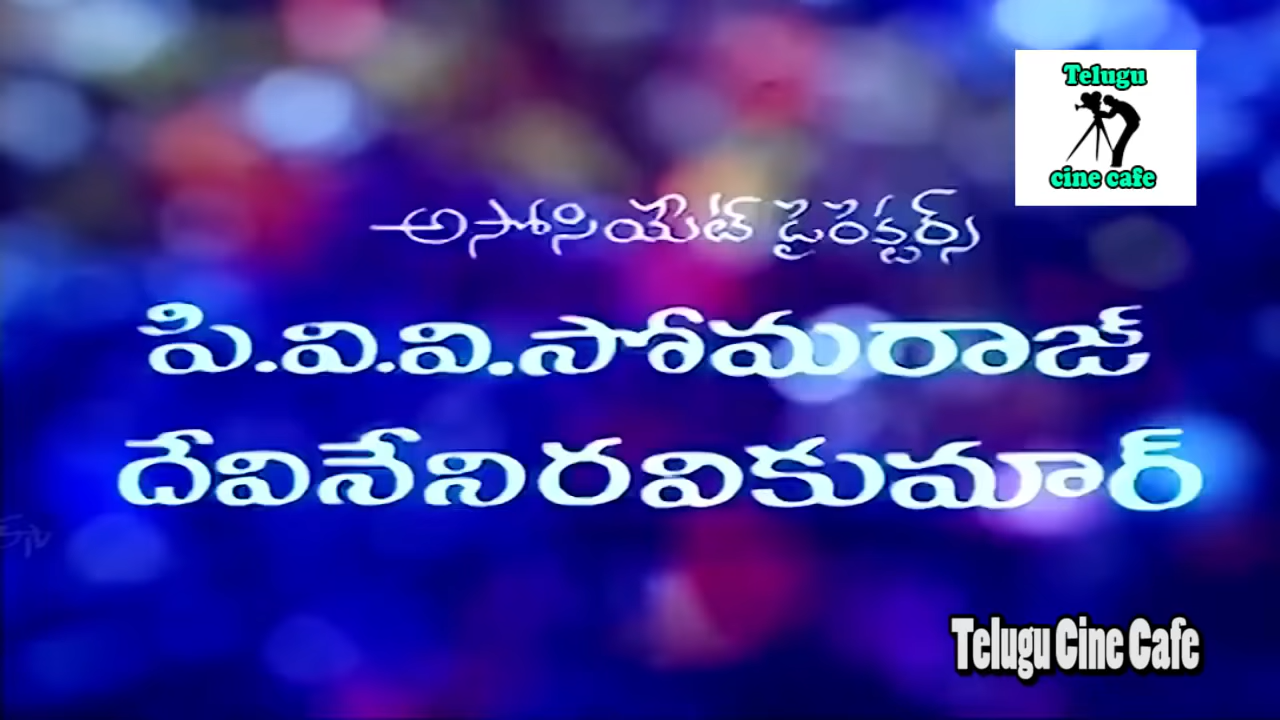 Telugu
cine cafe
అసోసియేట్ డైరెక్టర్స్
పి.వి.వి.సోమరాజ్
దేవినేనిరవికుమార్
Telugu Cine Cafe